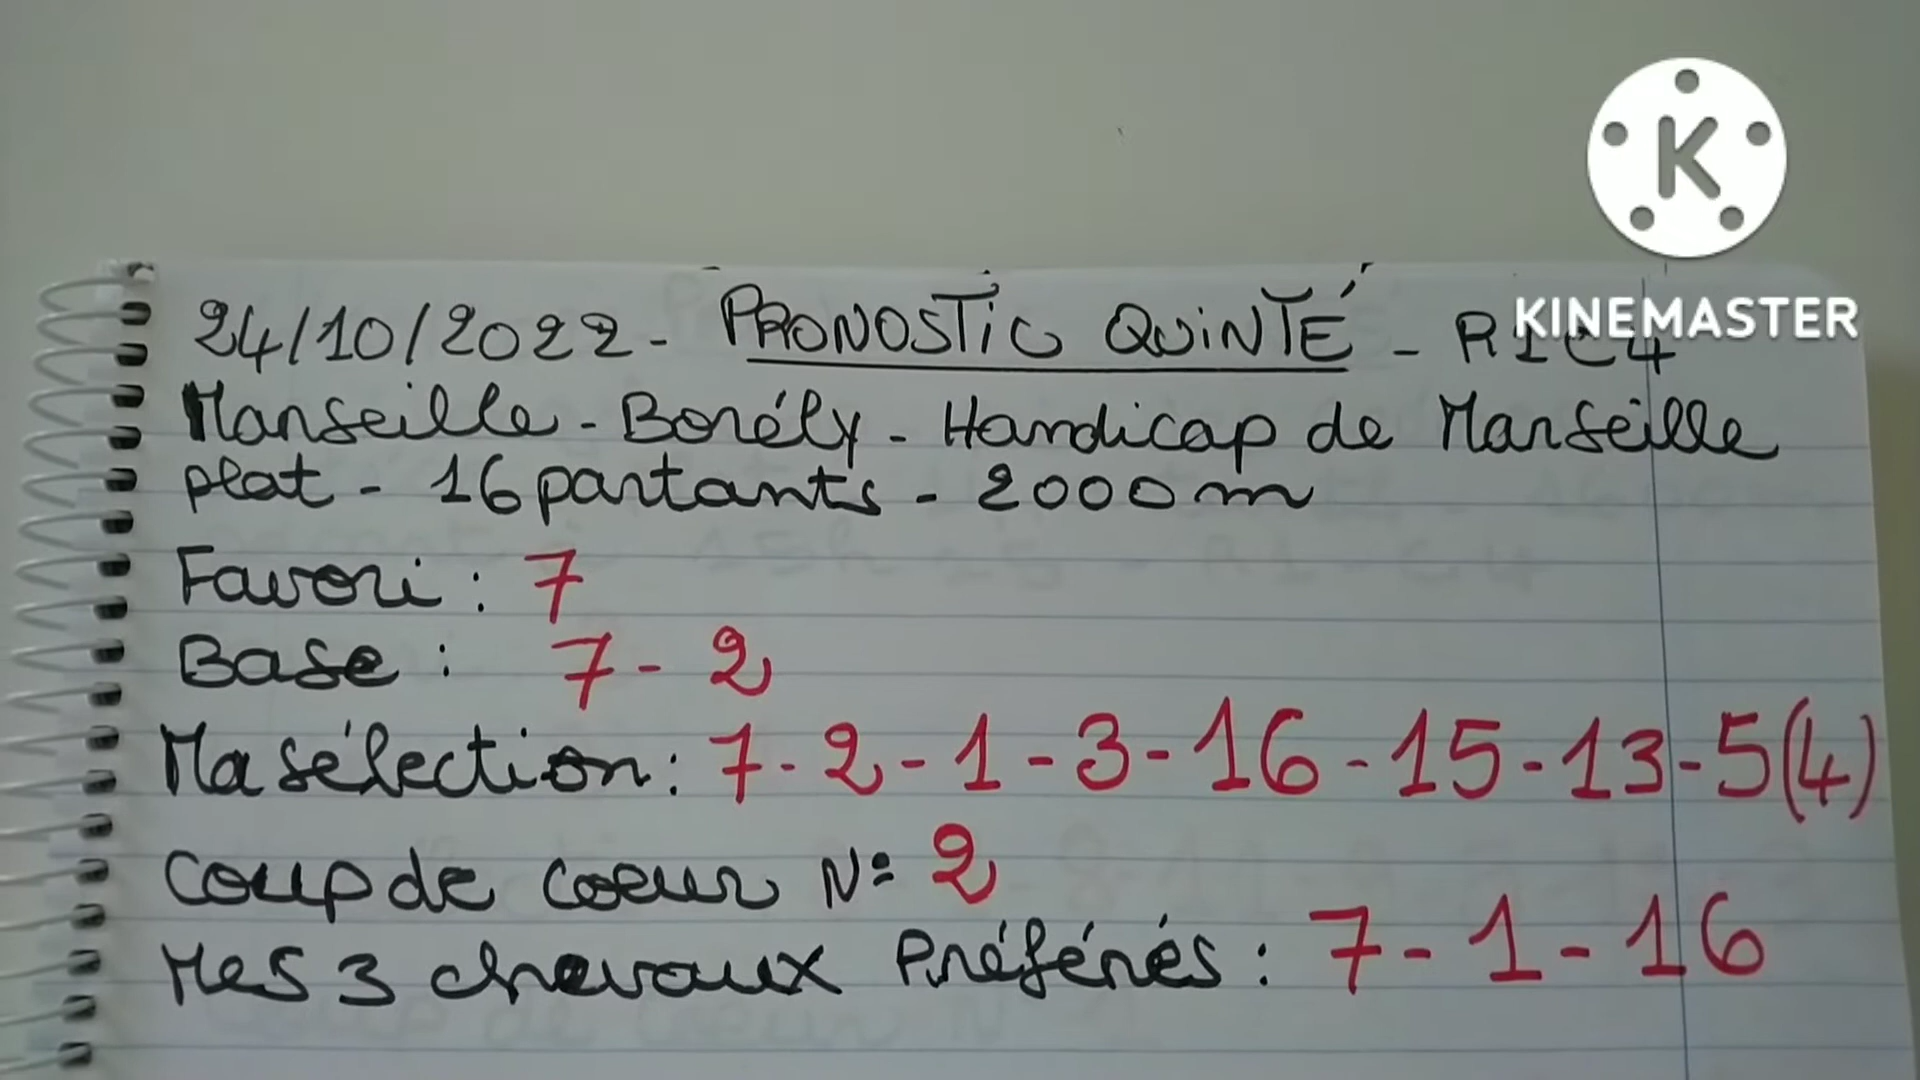 KINEMASTER
24/10/2022 - PRONOSTIC QUINTÉ - R1C4
Marseille - Borély - Handicap de Marseille
plat - 16 partants - 2000m
Favori : 7
Base : 7 - 2
Ma sélection : 7 - 2 - 1 - 3 - 16 - 15 - 13 - 5(4)
Coup de coeur N° 2
Mes 3 chevaux Préférés : 7 - 1 - 16